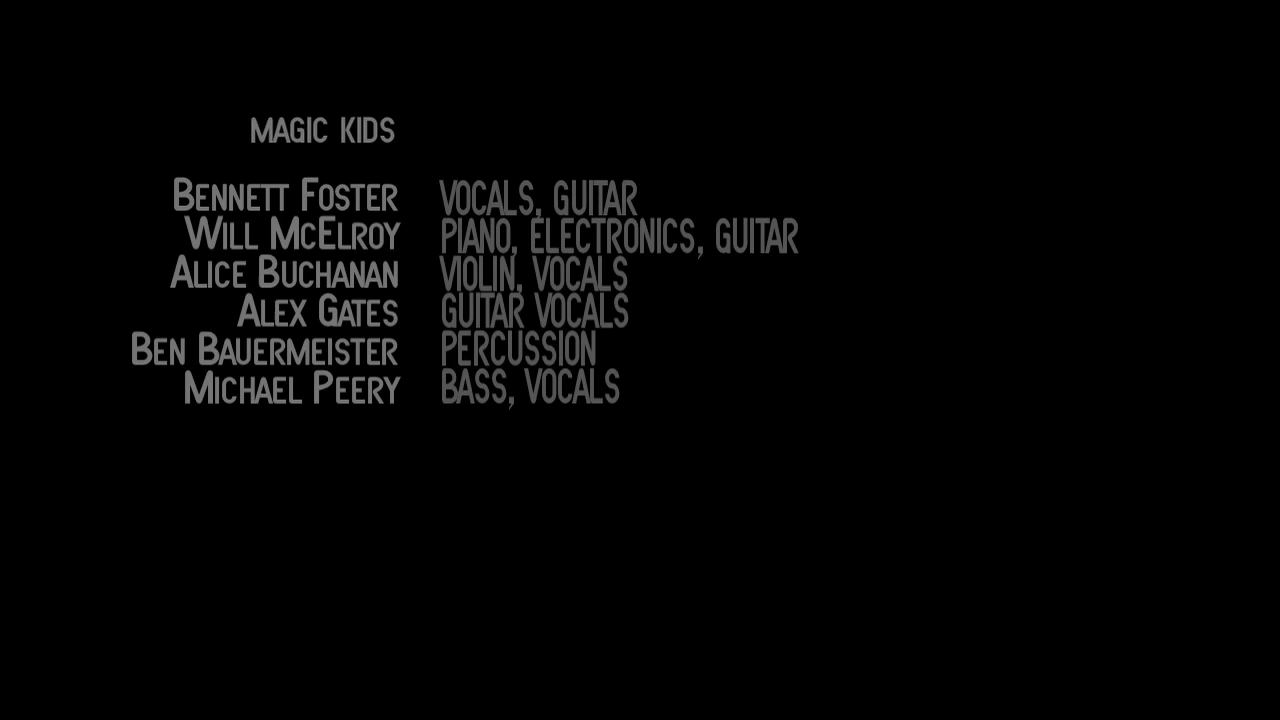 MAGIC KIDS
BENNETT FOSTER VOCALS, GUITAR
WILL MCELROY PIANO, ELECTRONICS, GUITAR
ALICE BUCHANAN VIOLIN, VOCALS
ALEX GATES GUITAR VOCALS
BEN BAUERMEISTER PERCUSSION
MICHAEL PEERY BASS, VOCALS